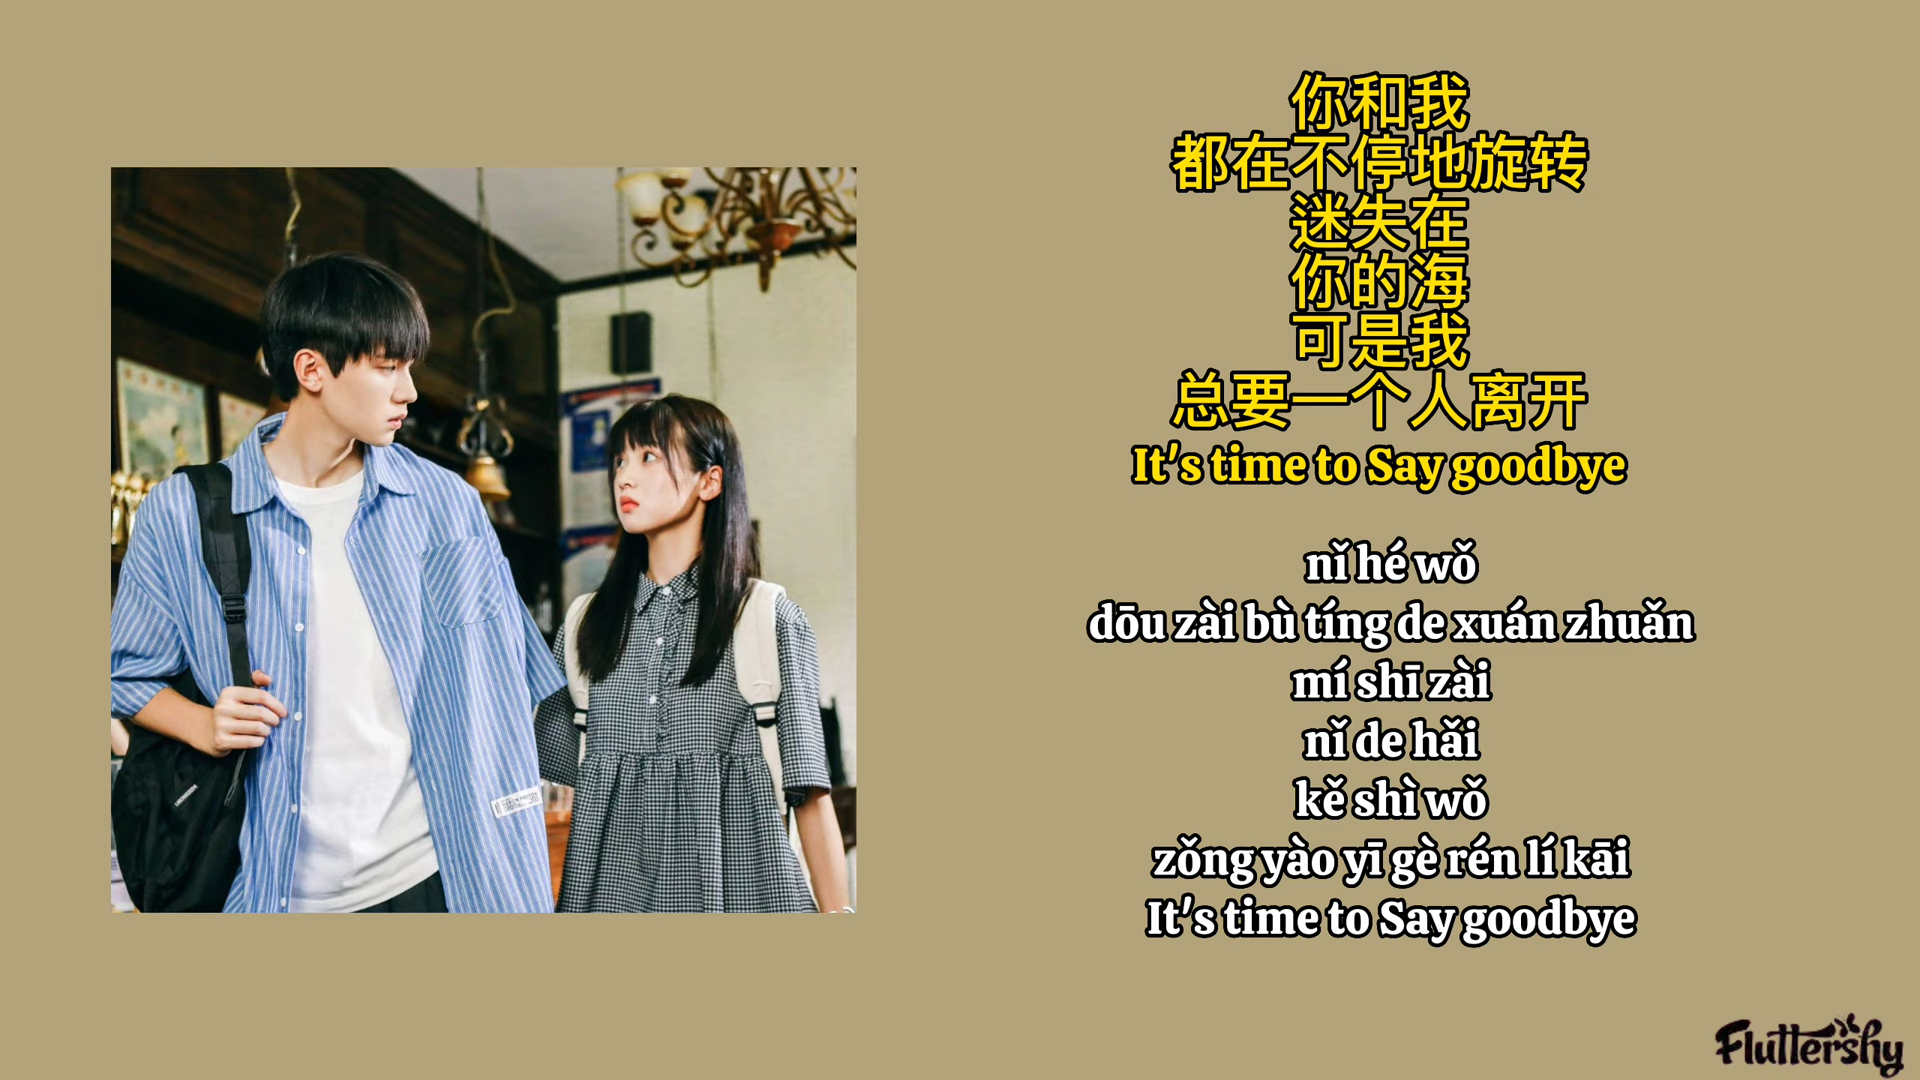 你和我
都在不停地旋转
迷失在
你的海
可是我
总要一个人离开
It's time to Say goodbye
nǐ hé wǒ
dōu zài bù tíng de xuán zhuǎn
mí shī zài
nǐ de hǎi
kě shì wǒ
zǒng yào yī gè rén lí kāi
It's time to Say goodbye
Fluttershy